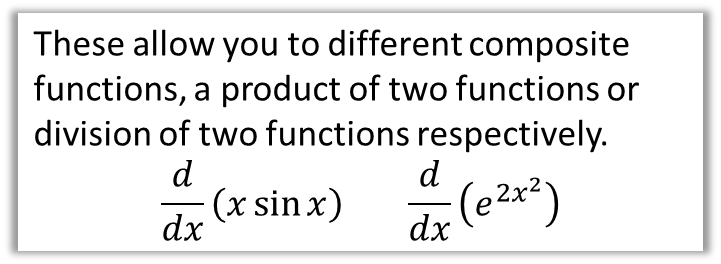 These allow you to different composite
functions, a product of two functions or
division of two functions respectively.
d/dx (x sin x) d/dx (e^{2x^2})